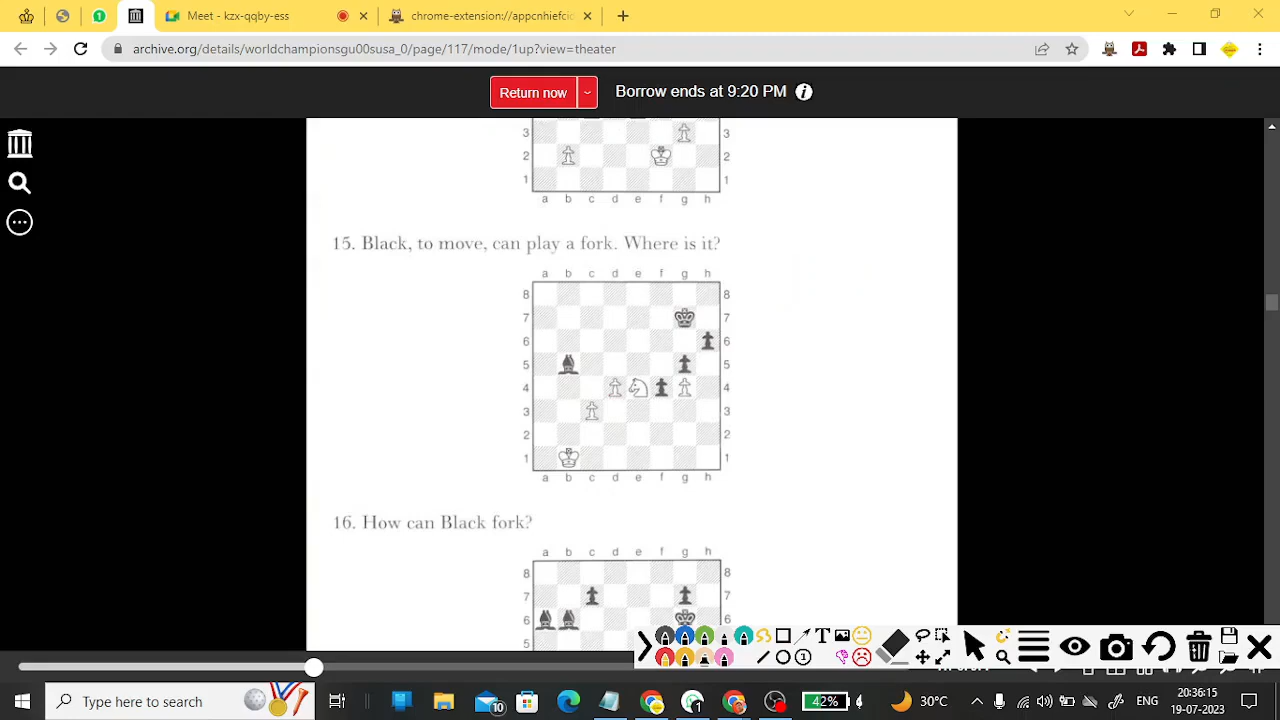 Meet - kzx-qqby-ess
chrome-extension://appcnhiefcid
archive.org/details/worldchampionsgu00susa_0/page/117/mode/1up?view=theater
Return now
Borrow ends at 9:20 PM
3 3
2 2
1 1
a b c d e f g h
15. Black, to move, can play a fork. Where is it?
a b c d e f g h
8 8
7 7
6 6
5 5
4 4
3 3
2 2
1 1
a b c d e f g h
16. How can Black fork?
a b c d e f g h
8 8
7 7
6 6
5
T
1
Type here to search
10
42%
30°C
ENG
20:36:15
19-07-2023